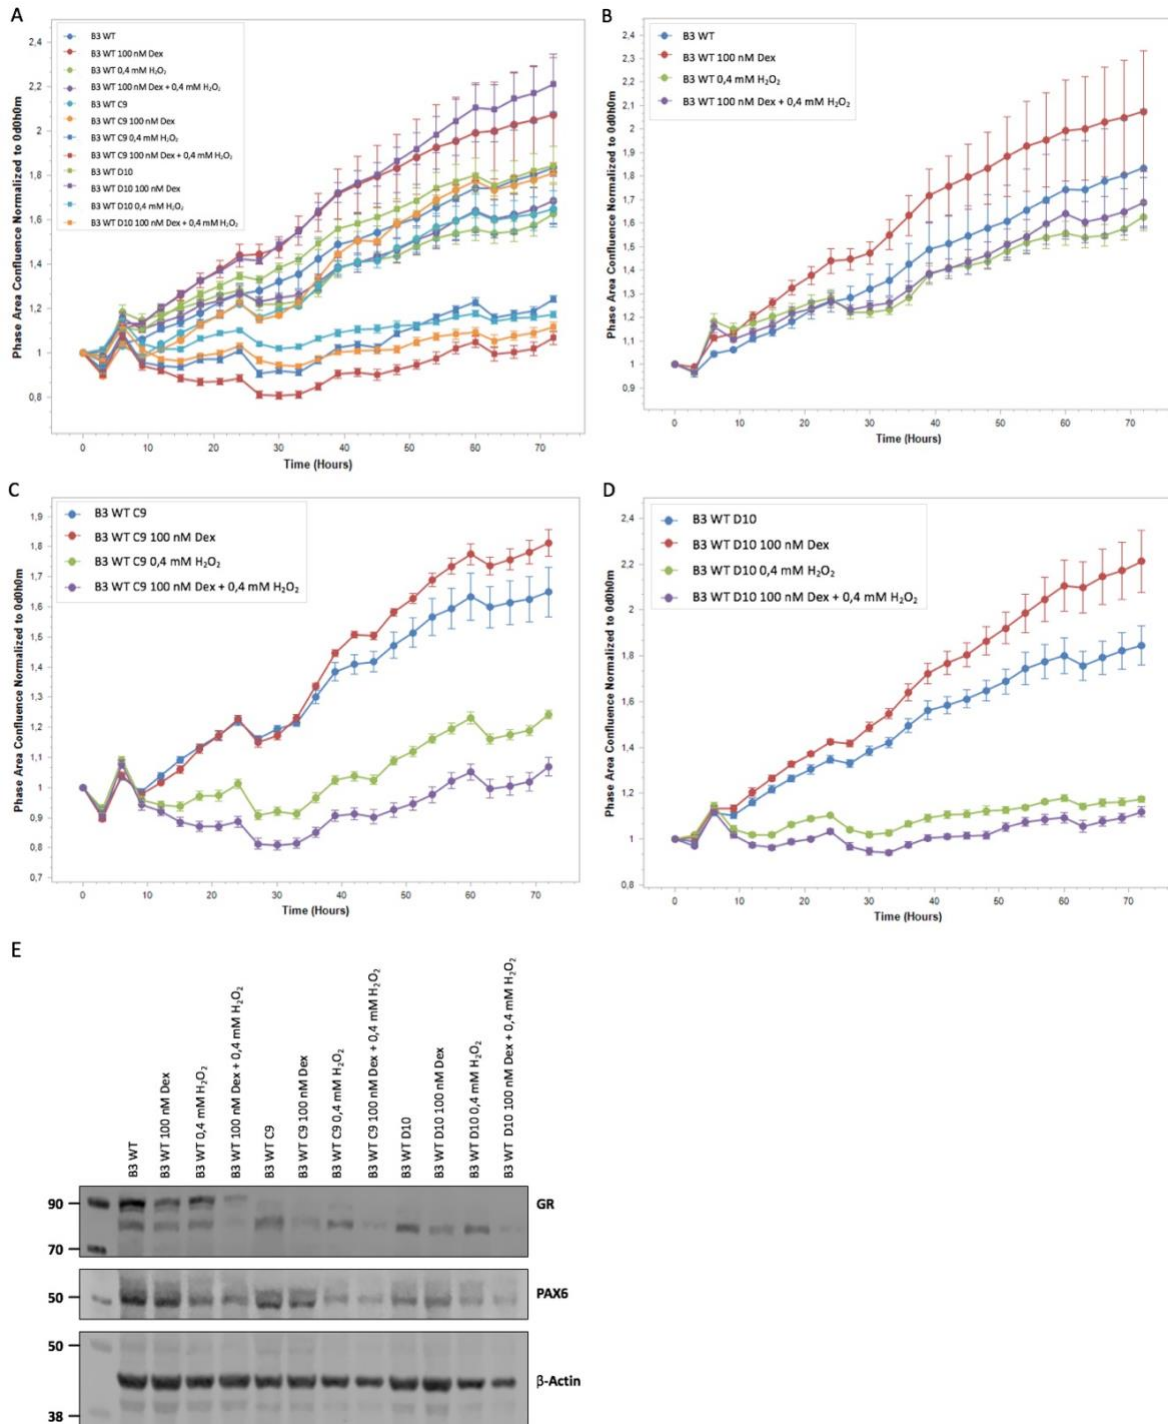 A
B3 WT
B3 WT 100 nM Dex
B3 WT 0,4 mM H₂O₂
B3 WT 100 nM Dex + 0,4 mM H₂O₂
B3 WT C9
B3 WT C9 100 nM Dex
B3 WT C9 0,4 mM H₂O₂
B3 WT C9 100 nM Dex + 0,4 mM H₂O₂
B3 WT D10
B3 WT D10 100 nM Dex
B3 WT D10 0,4 mM H₂O₂
B3 WT D10 100 nM Dex + 0,4 mM H₂O₂
Phase Area Confluence Normalized to 0d0h0m
2,4
2,2
2
1,8
1,6
1,4
1,2
1
0,8
0 10 20 30 40 50 60 70
Time (Hours)
B
B3 WT
B3 WT 100 nM Dex
B3 WT 0,4 mM H₂O₂
B3 WT 100 nM Dex + 0,4 mM H₂O₂
Phase Area Confluence Normalized to 0d0h0m
2,4
2,3
2,2
2,1
2
1,9
1,8
1,7
1,6
1,5
1,4
1,3
1,2
1,1
1
0,9
0 10 20 30 40 50 60 70
Time (Hours)
C
B3 WT C9
B3 WT C9 100 nM Dex
B3 WT C9 0,4 mM H₂O₂
B3 WT C9 100 nM Dex + 0,4 mM H₂O₂
Phase Area Confluence Normalized to 0d0h0m
1,9
1,8
1,7
1,6
1,5
1,4
1,3
1,2
1,1
1
0,9
0,8
0,7
0 10 20 30 40 50 60 70
Time (Hours)
D
B3 WT D10
B3 WT D10 100 nM Dex
B3 WT D10 0,4 mM H₂O₂
B3 WT D10 100 nM Dex + 0,4 mM H₂O₂
Phase Area Confluence Normalized to 0d0h0m
2,4
2,2
2
1,8
1,6
1,4
1,2
1
0,8
0 10 20 30 40 50 60 70
Time (Hours)
E
B3 WT
B3 WT 100 nM Dex
B3 WT 0,4 mM H₂O₂
B3 WT 100 nM Dex + 0,4 mM H₂O₂
B3 WT C9
B3 WT C9 100 nM Dex
B3 WT C9 0,4 mM H₂O₂
B3 WT C9 100 nM Dex + 0,4 mM H₂O₂
B3 WT D10
B3 WT D10 100 nM Dex
B3 WT D10 0,4 mM H₂O₂
B3 WT D10 100 nM Dex + 0,4 mM H₂O₂
90
GR
70
50
PAX6
50
β-Actin
38